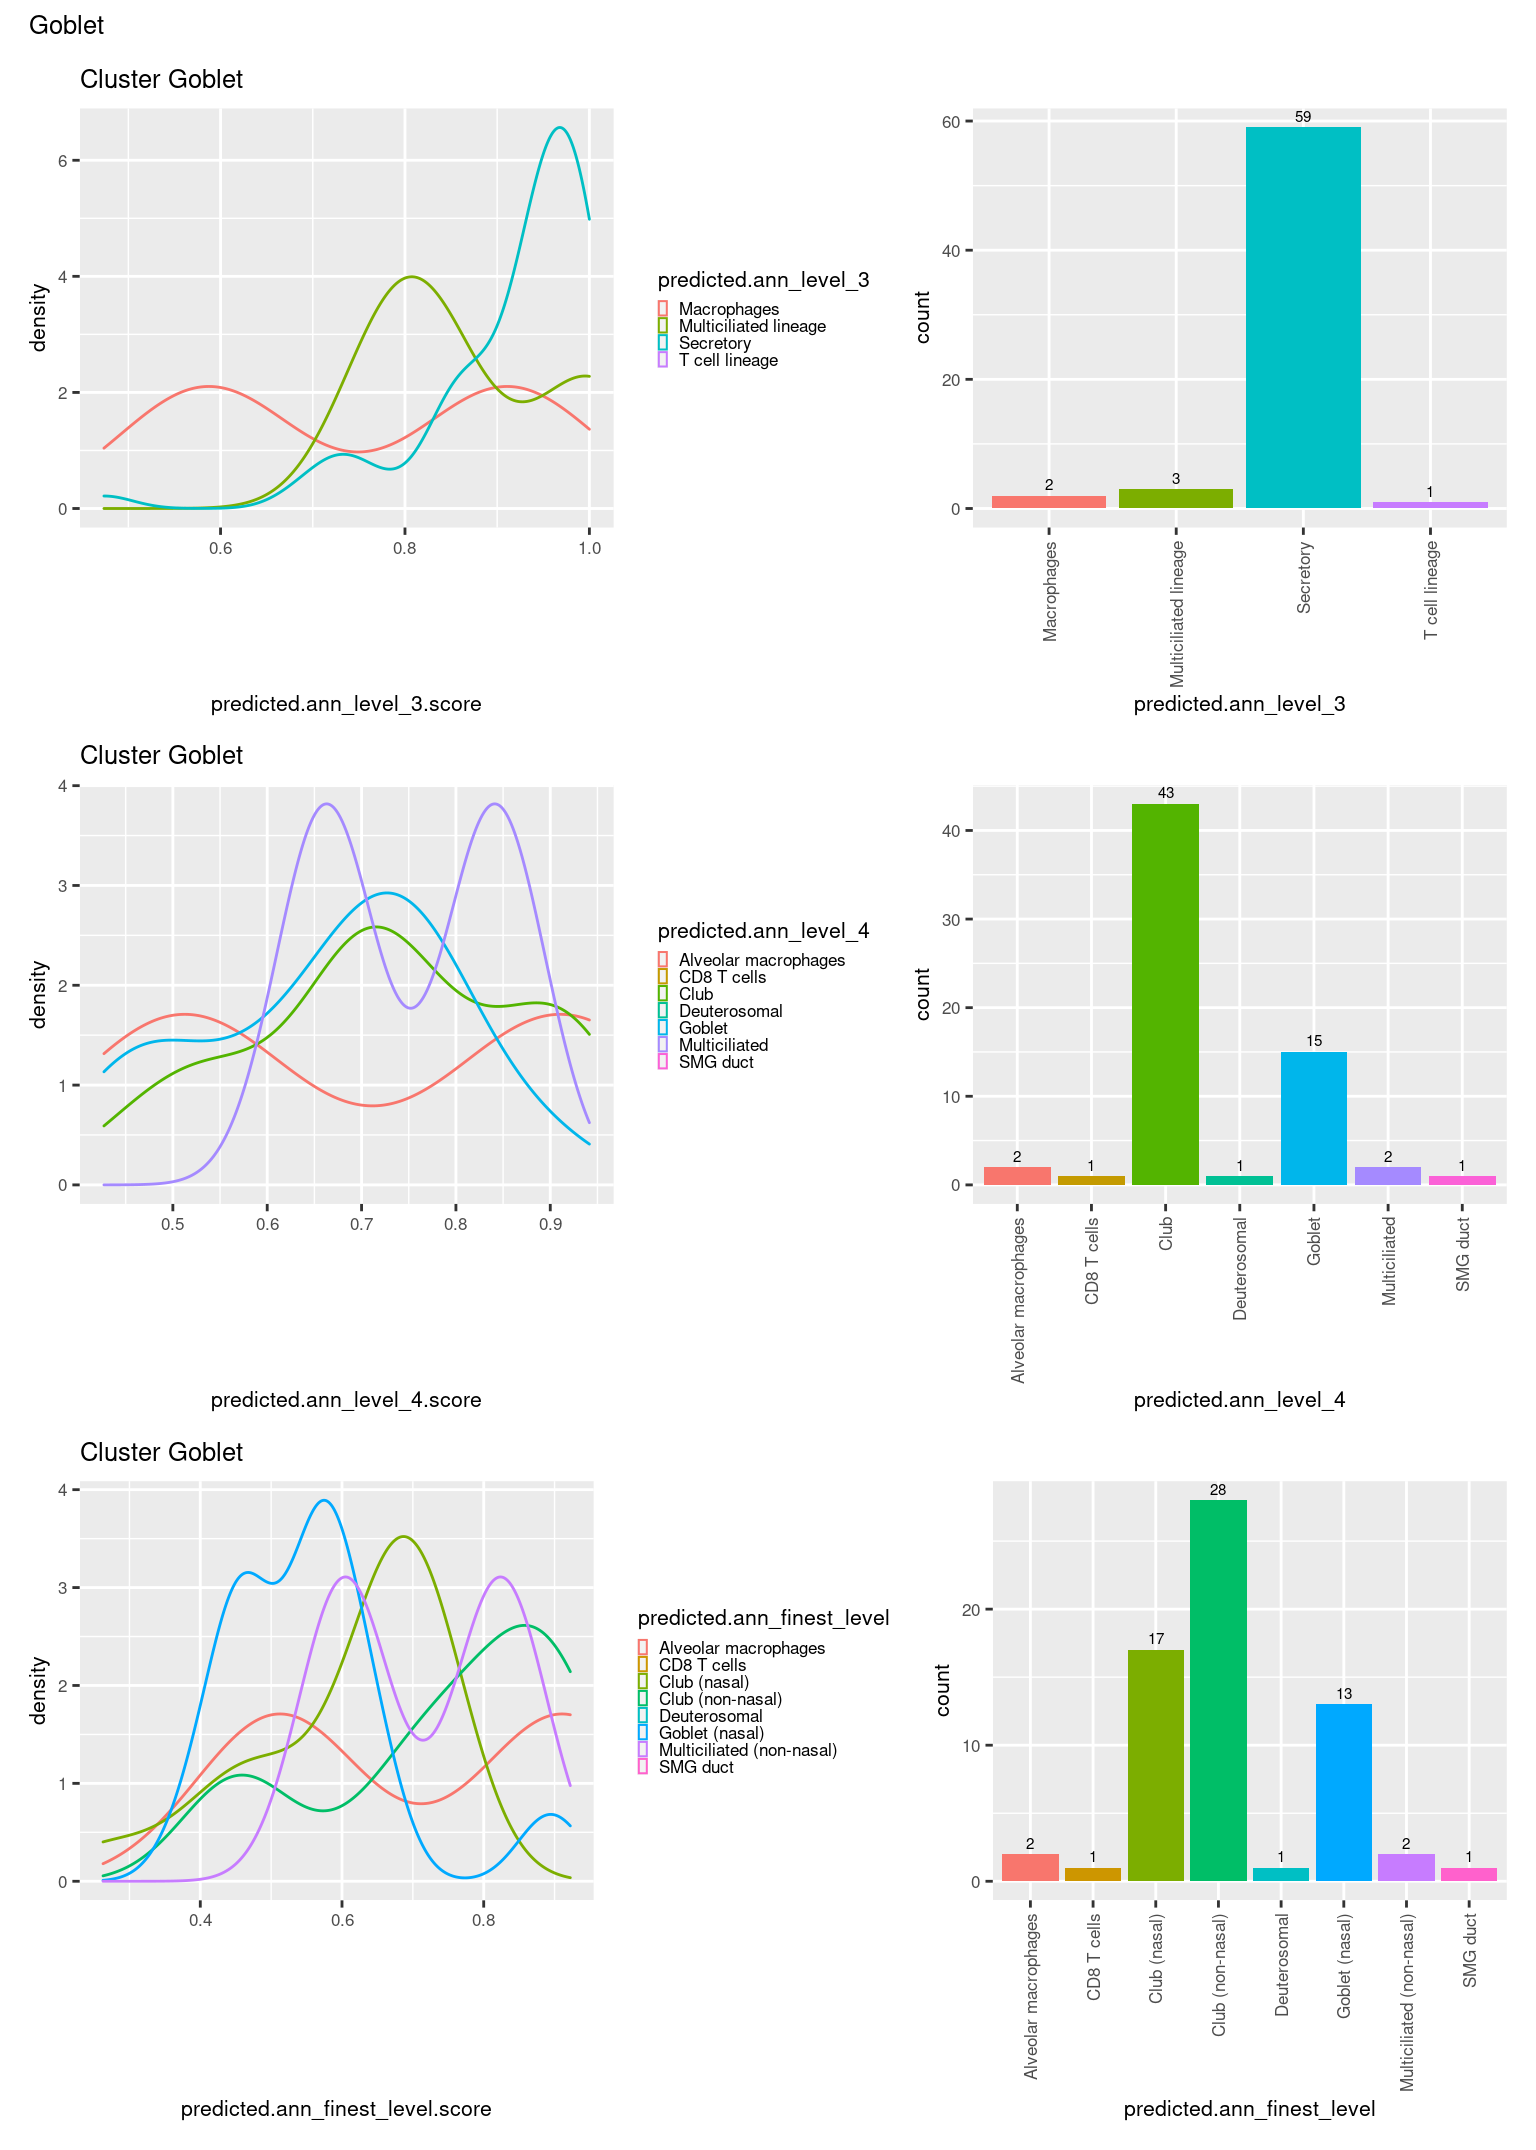 Goblet
Cluster Goblet
density
0
2
4
6
0.6
0.8
1.0
predicted.ann_level_3.score
predicted.ann_level_3
Macrophages
Multiciliated lineage
Secretory
T cell lineage
count
0
20
40
60
2
3
59
1
Macrophages
Multiciliated lineage
Secretory
T cell lineage
predicted.ann_level_3
Cluster Goblet
density
0
1
2
3
4
0.5
0.6
0.7
0.8
0.9
predicted.ann_level_4.score
predicted.ann_level_4
Alveolar macrophages
CD8 T cells
Club
Deuterosomal
Goblet
Multiciliated
SMG duct
count
0
10
20
30
40
2
1
43
1
15
2
1
Alveolar macrophages
CD8 T cells
Club
Deuterosomal
Goblet
Multiciliated
SMG duct
predicted.ann_level_4
Cluster Goblet
density
0
1
2
3
4
0.4
0.6
0.8
predicted.ann_finest_level.score
predicted.ann_finest_level
Alveolar macrophages
CD8 T cells
Club (nasal)
Club (non-nasal)
Deuterosomal
Goblet (nasal)
Multiciliated (non-nasal)
SMG duct
count
0
10
20
2
1
17
28
1
13
2
1
Alveolar macrophages
CD8 T cells
Club (nasal)
Club (non-nasal)
Deuterosomal
Goblet (nasal)
Multiciliated (non-nasal)
SMG duct
predicted.ann_finest_level